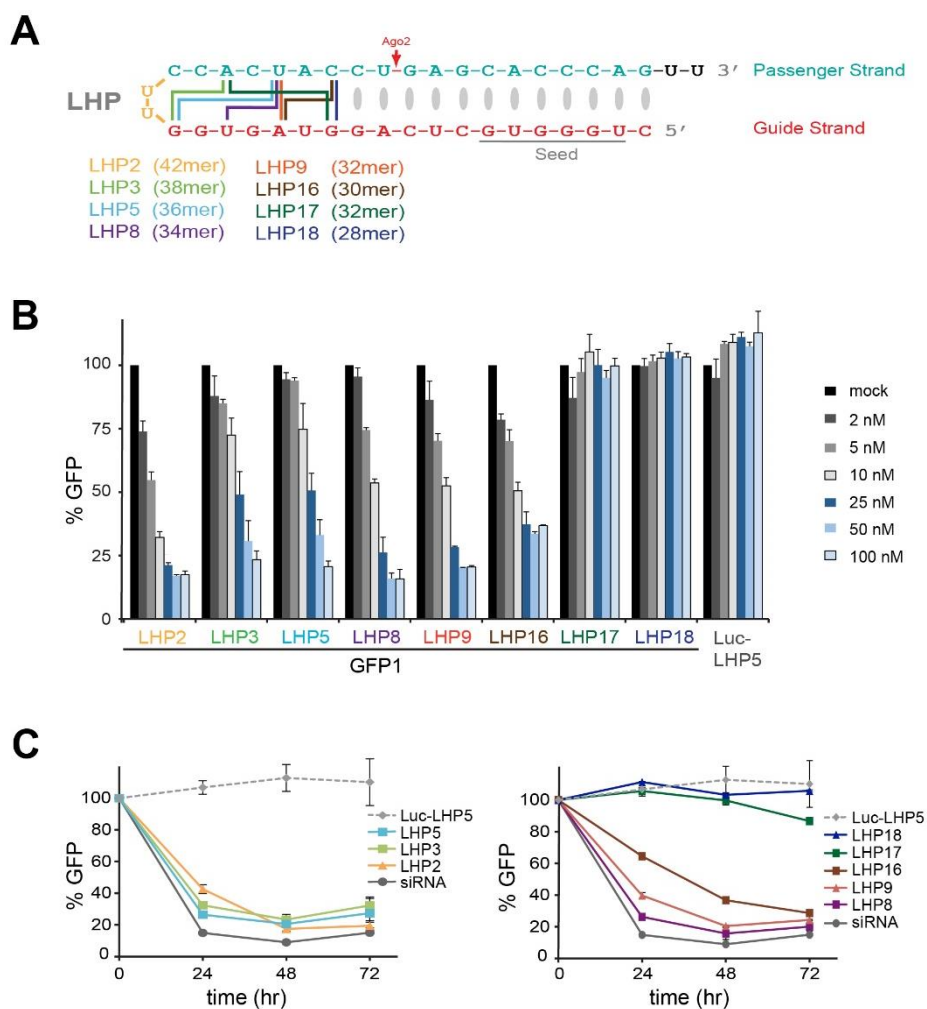 A
Ago2
C-C-A-C-U-A-C-C-U-G-A-G-C-A-C-C-C-A-G-U-U 3' Passenger Strand
LHP
U
U
G-G-U-G-A-U-G-G-A-C-U-C-G-U-G-G-G-U-C 5' Guide Strand
Seed
LHP2 (42mer) LHP9 (32mer)
LHP3 (38mer) LHP16 (30mer)
LHP5 (36mer) LHP17 (32mer)
LHP8 (34mer) LHP18 (28mer)
B
% GFP
100
75
50
25
0
LHP2 LHP3 LHP5 LHP8 LHP9 LHP16 LHP17 LHP18 Luc-
LHP5
GFP1
mock
2 nM
5 nM
10 nM
25 nM
50 nM
100 nM
C
% GFP
100
80
60
40
20
0
0 24 48 72
time (hr)
Luc-LHP5
LHP5
LHP3
LHP2
siRNA
% GFP
100
80
60
40
20
0
0 24 48 72
time (hr)
Luc-LHP5
LHP18
LHP17
LHP16
LHP9
LHP8
siRNA